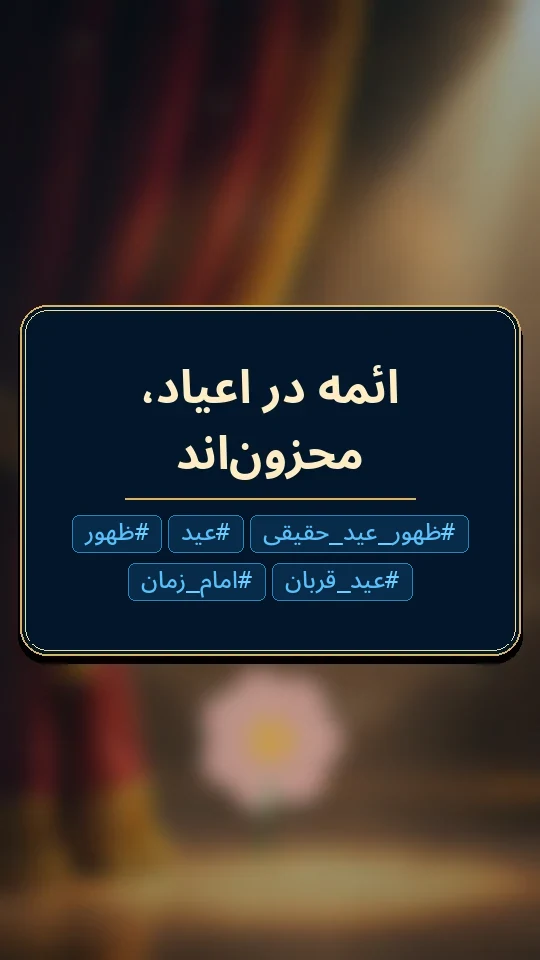 ائمه در اعیاد،
محزون‌اند
#ظهور_عید_حقیقی #عید #ظهور
#عید_قربان #امام_زمان